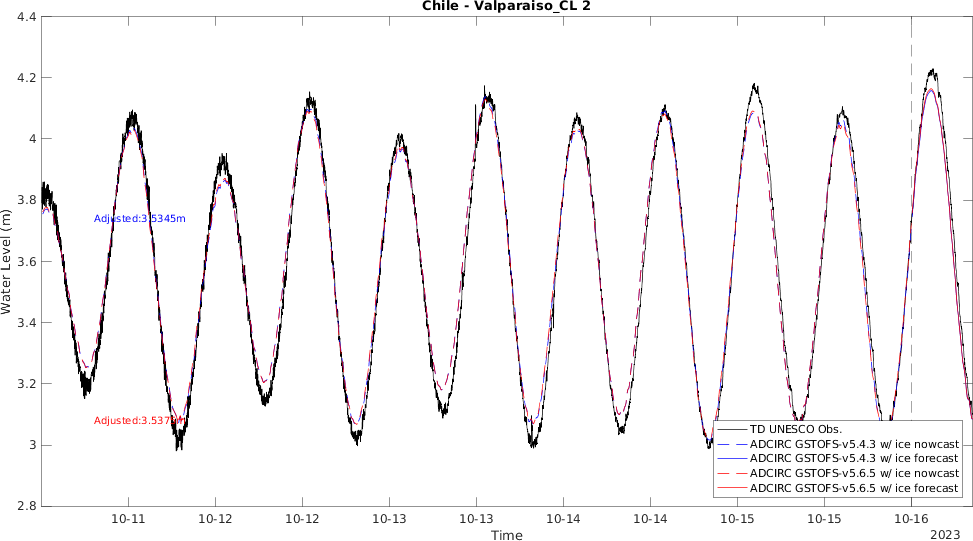 Chile - Valparaiso_CL 2
4.4
4.2
4
3.8
3.6
3.4
3.2
3
2.8
Water Level (m)
Adjusted:3.5345m
TD UNESCO Obs.
ADCIRC GSTOFS-v5.4.3 w/ ice nowcast
ADCIRC GSTOFS-v5.4.3 w/ ice forecast
ADCIRC GSTOFS-v5.6.5 w/ ice nowcast
ADCIRC GSTOFS-v5.6.5 w/ ice forecast
10-11 10-12 10-12 10-13 10-13 10-14 10-14 10-15 10-15 10-16
Time
2023